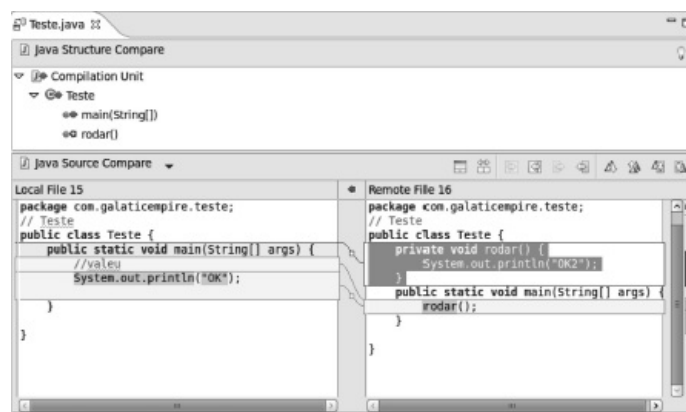 Teste.java
Java Structure Compare
Compilation Unit
Teste
main(String[])
rodar()
Java Source Compare
Local File 15
package com.galaticempire.teste;
// Teste
public class Teste {
public static void main(String[] args) {
//valeu
System.out.println("OK");
}
}
Remote File 16
package com.galaticempire.teste;
// Teste
public class Teste {
private void rodar() {
System.out.println("OK2");
}
public static void main(String[] args) {
rodar();
}
}